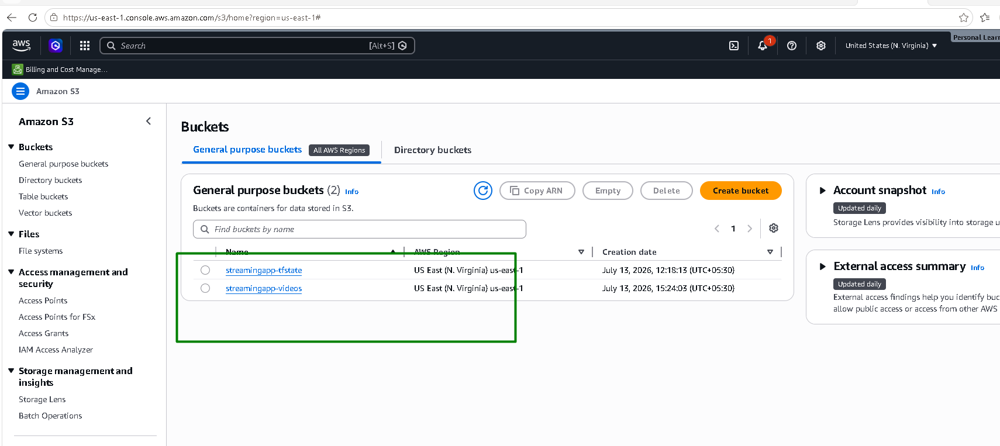 https://us-east-1.console.aws.amazon.com/s3/home?region=us-east-1#
aws
Search
[Alt+S]
1
United States (N. Virginia)
Personal Lear
Billing and Cost Manage...
Amazon S3
Amazon S3
Buckets
General purpose buckets
Directory buckets
Table buckets
Vector buckets
Files
File systems
Access management and
security
Access Points
Access Points for FSx
Access Grants
IAM Access Analyzer
Storage management and
insights
Storage Lens
Batch Operations
Buckets
General purpose buckets All AWS Regions Directory buckets
General purpose buckets (2) Info
Copy ARN Empty Delete Create bucket
Buckets are containers for data stored in S3.
Find buckets by name
1
Name AWS Region Creation date
streamingapp-tfstate US East (N. Virginia) us-east-1 July 13, 2026, 12:18:13 (UTC+05:30)
streamingapp-videos US East (N. Virginia) us-east-1 July 13, 2026, 15:24:03 (UTC+05:30)
Account snapshot Info
Updated daily
Storage Lens provides visibility into storage u
External access summary Info
Updated daily
External access findings help you identify buc
allow public access or access from other AWS